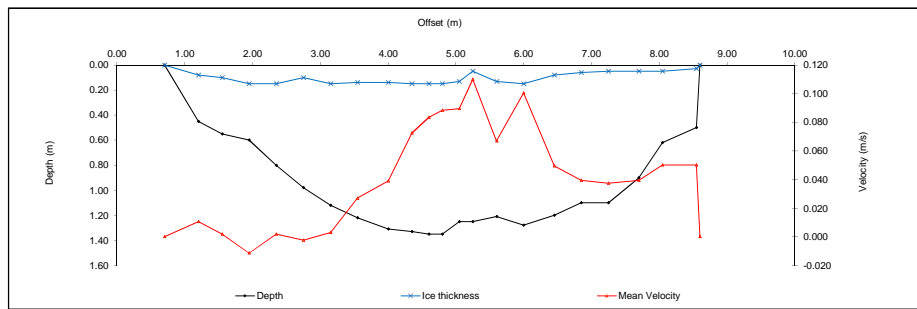 Offset (m)
0.00 1.00 2.00 3.00 4.00 5.00 6.00 7.00 8.00 9.00 10.00
0.00 0.120
0.20 0.100
0.40 0.080
0.60 0.060
0.80 0.040
1.00 0.020
1.20 0.000
1.40 -0.020
1.60
Depth (m)
Velocity (m/s)
Depth Ice thickness Mean Velocity